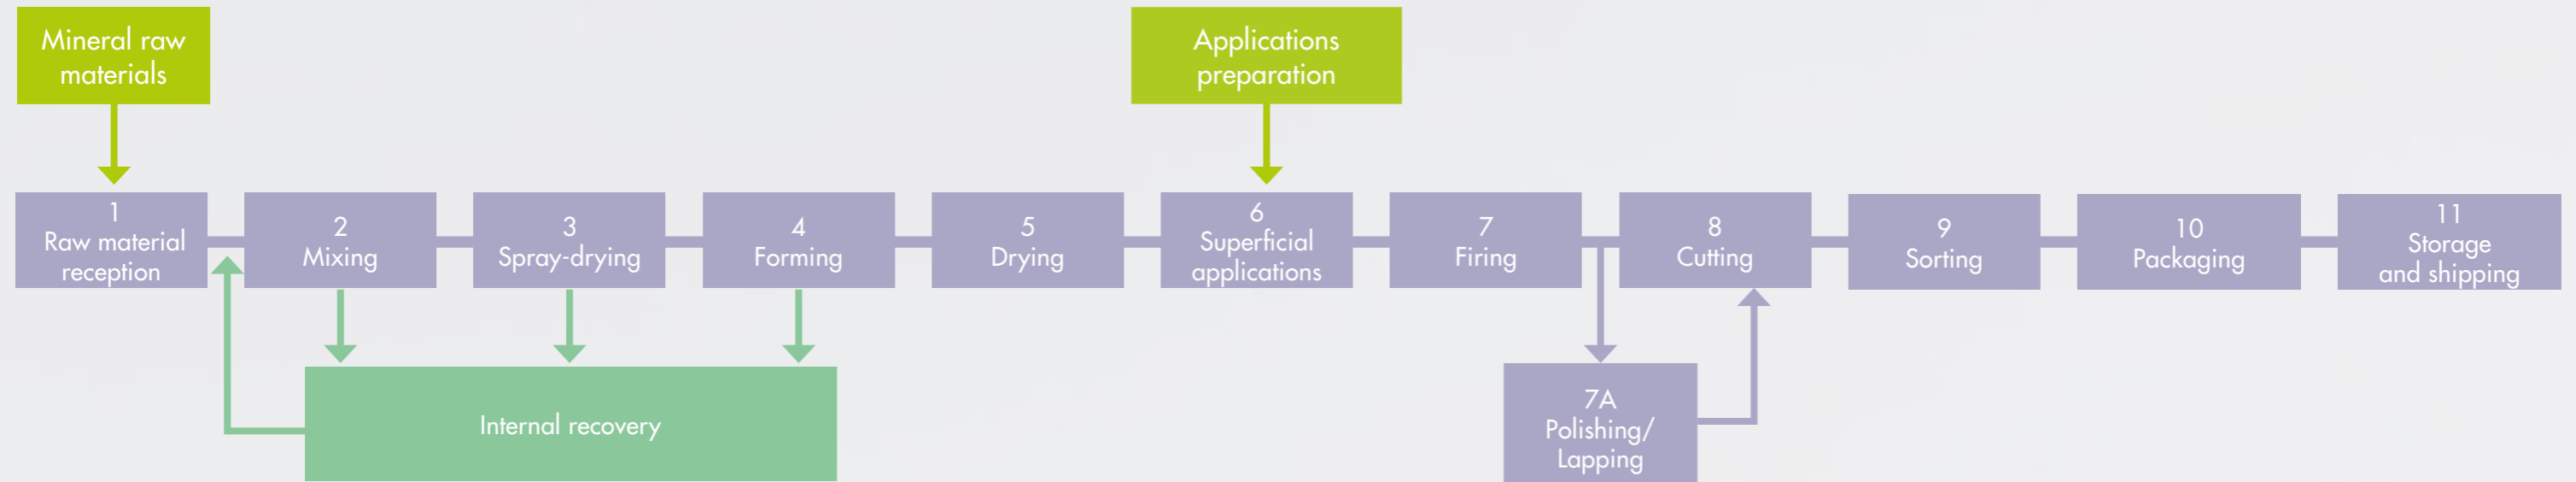 Mineral raw
materials
Applications
preparation
1
Raw material
reception
2
Mixing
3
Spray-drying
4
Forming
5
Drying
6
Superficial
applications
7
Firing
8
Cutting
9
Sorting
10
Packaging
11
Storage
and shipping
Internal recovery
7A
Polishing/
Lapping